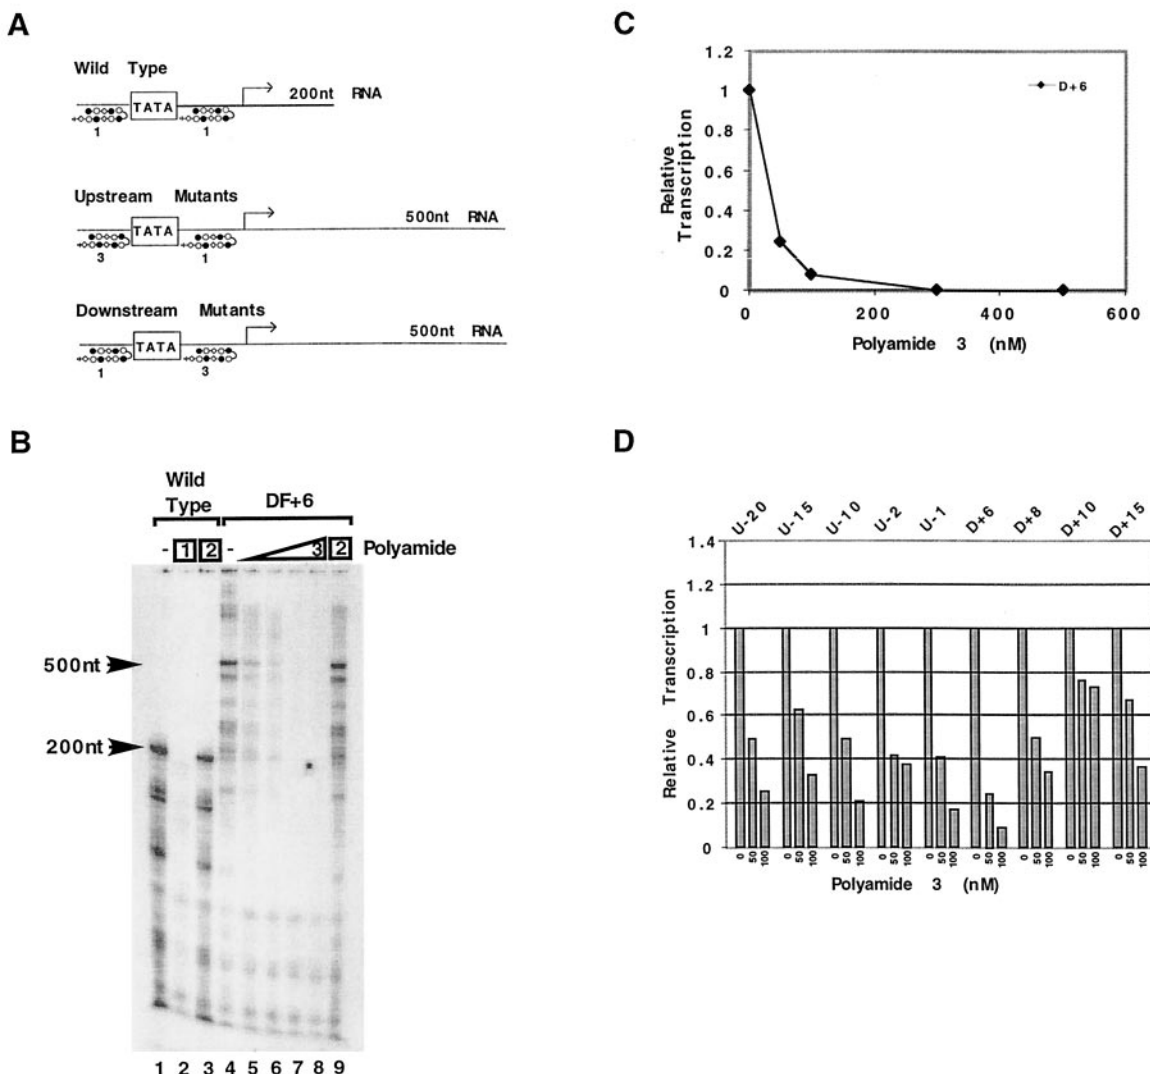 A
Wild Type
TATA
200nt RNA
1 1
Upstream Mutants
TATA
500nt RNA
3 1
Downstream Mutants
TATA
500nt RNA
1 3
B
Wild
Type
DF+6
- 1 2 - 3 2 Polyamide
500nt
200nt
1 2 3 4 5 6 7 8 9
C
Relative
Transcription
1.2
1
0.8
0.6
0.4
0.2
0
D+6
0 200 400 600
Polyamide 3 (nM)
D
U-20 U-15 U-10 U-2 U-1 D+6 D+8 D+10 D+15
Relative Transcription
1.4
1.2
1
0.8
0.6
0.4
0.2
0
0 50 100 0 50 100 0 50 100 0 50 100 0 50 100 0 50 100 0 50 100 0 50 100 0 50 100
Polyamide 3 (nM)